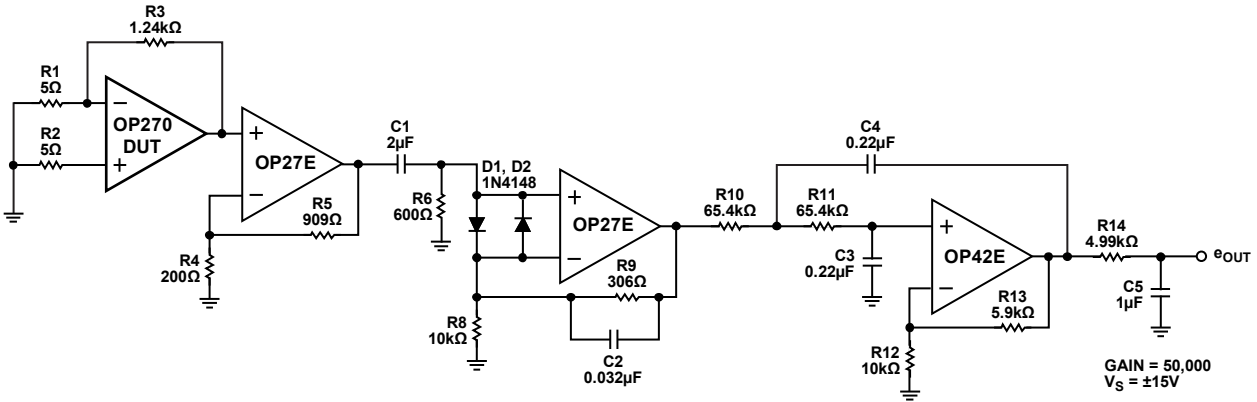 R3
1.24kΩ
R1
5Ω
R2
5Ω
−
+
OP270
DUT
+
−
OP27E
R5
909Ω
R4
200Ω
C1
2µF
R6
600Ω
D1, D2
1N4148
+
−
OP27E
R9
306Ω
R8
10kΩ
C2
0.032µF
R10
65.4kΩ
R11
65.4kΩ
C4
0.22µF
C3
0.22µF
+
−
OP42E
R13
5.9kΩ
R12
10kΩ
R14
4.99kΩ
C5
1µF
eOUT
GAIN = 50,000
VS = ±15V